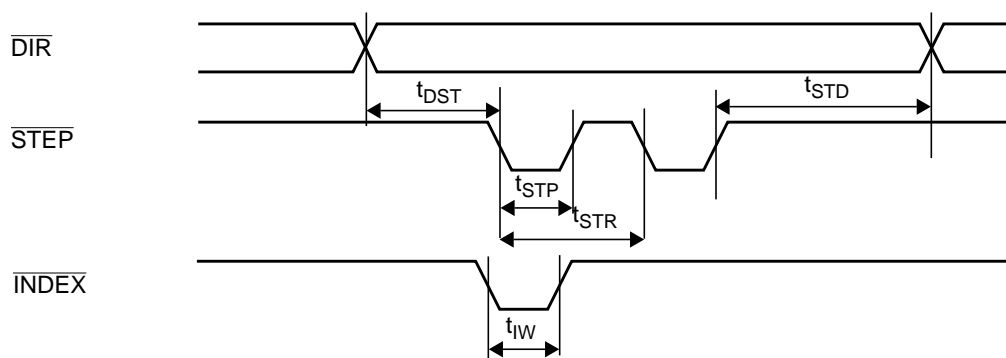 DIR
tDST
tSTD
STEP
tSTP
tSTR
INDEX
tIW